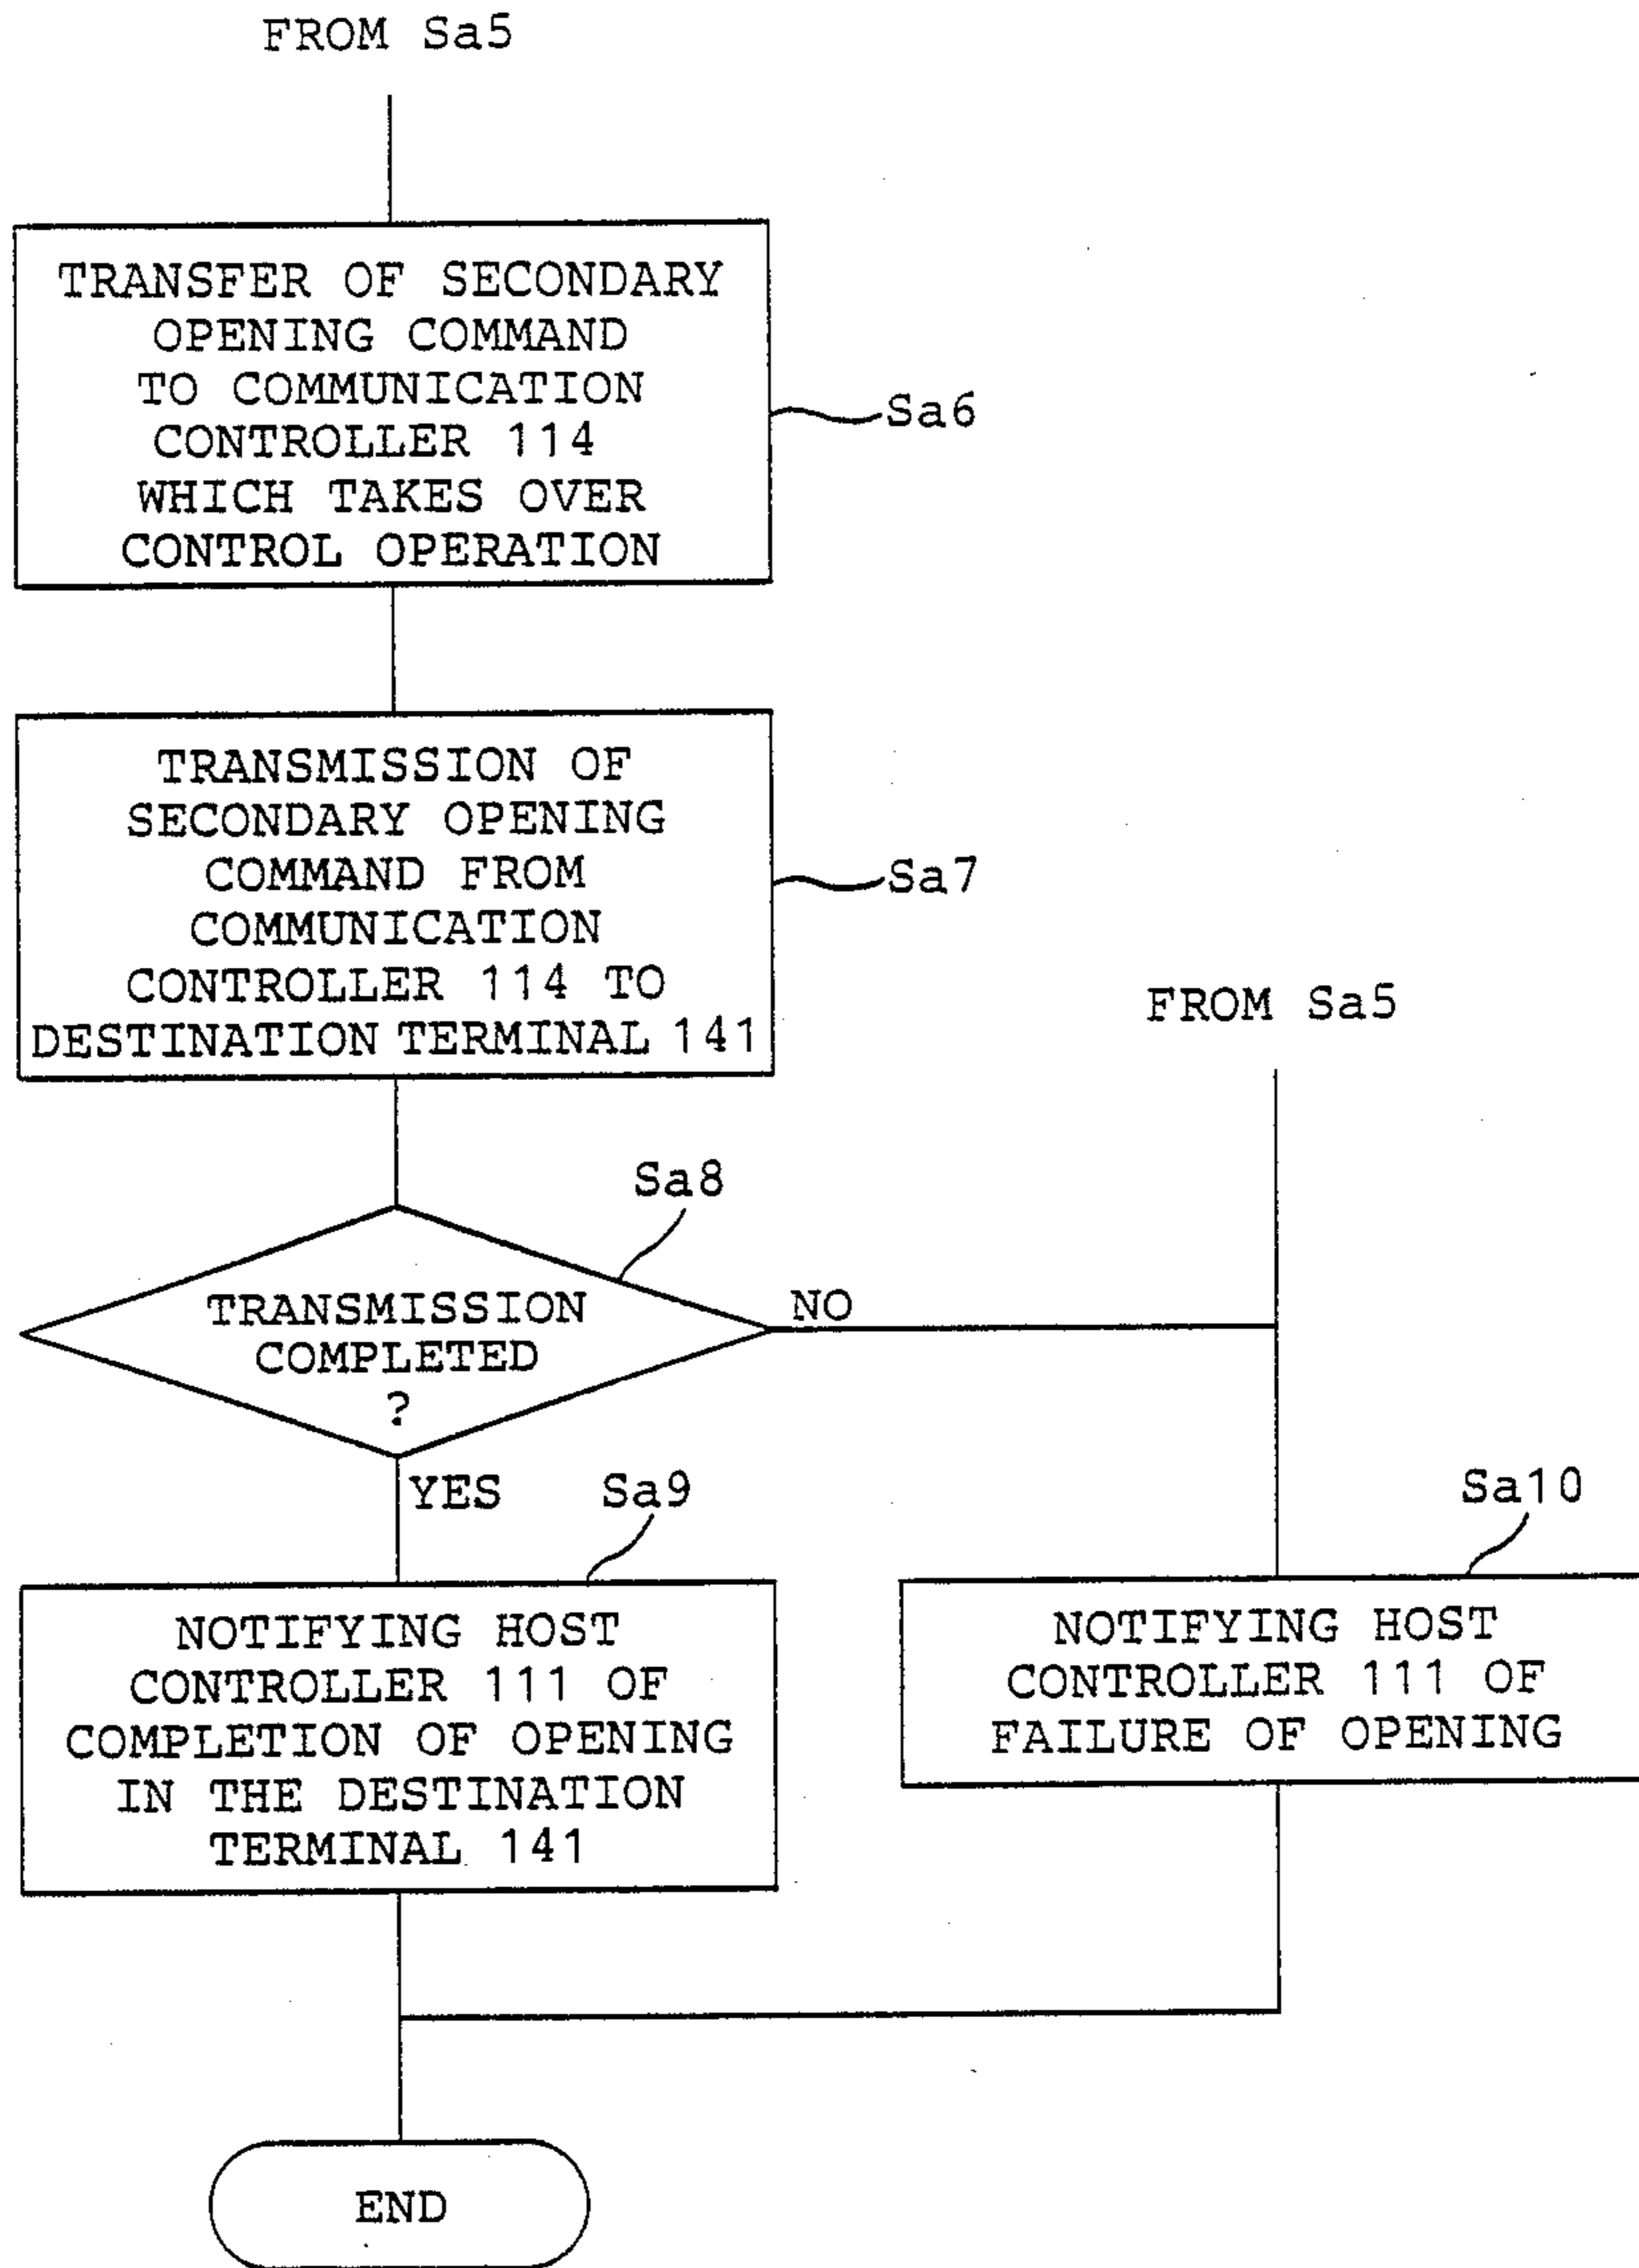 FROM Sa5
TRANSFER OF SECONDARY
OPENING COMMAND
TO COMMUNICATION
CONTROLLER 114
WHICH TAKES OVER
CONTROL OPERATION
Sa6
TRANSMISSION OF
SECONDARY OPENING
COMMAND FROM
COMMUNICATION
CONTROLLER 114 TO
DESTINATION TERMINAL 141
Sa7
FROM Sa5
Sa8
TRANSMISSION
COMPLETED
?
NO
YES
Sa9
NOTIFYING HOST
CONTROLLER 111 OF
COMPLETION OF OPENING
IN THE DESTINATION
TERMINAL 141
Sa10
NOTIFYING HOST
CONTROLLER 111 OF
FAILURE OF OPENING
END